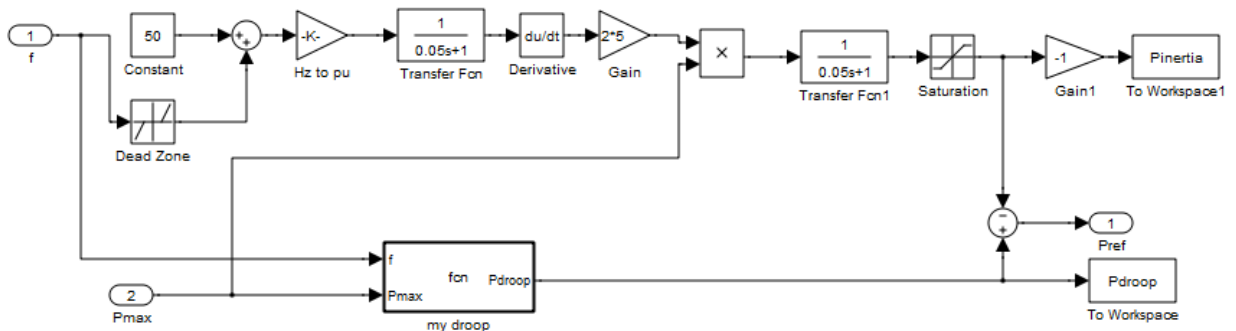 1
f
50
Constant
+
+
-K-
Hz to pu
1
0.05s+1
Transfer Fcn
du/dt
Derivative
2*5
Gain
×
1
0.05s+1
Transfer Fcn1
Saturation
-1
Gain1
Pinertia
To Workspace1
Dead Zone
−
+
1
Pref
f
fcn
Pdroop
Pmax
my droop
2
Pmax
Pdroop
To Workspace